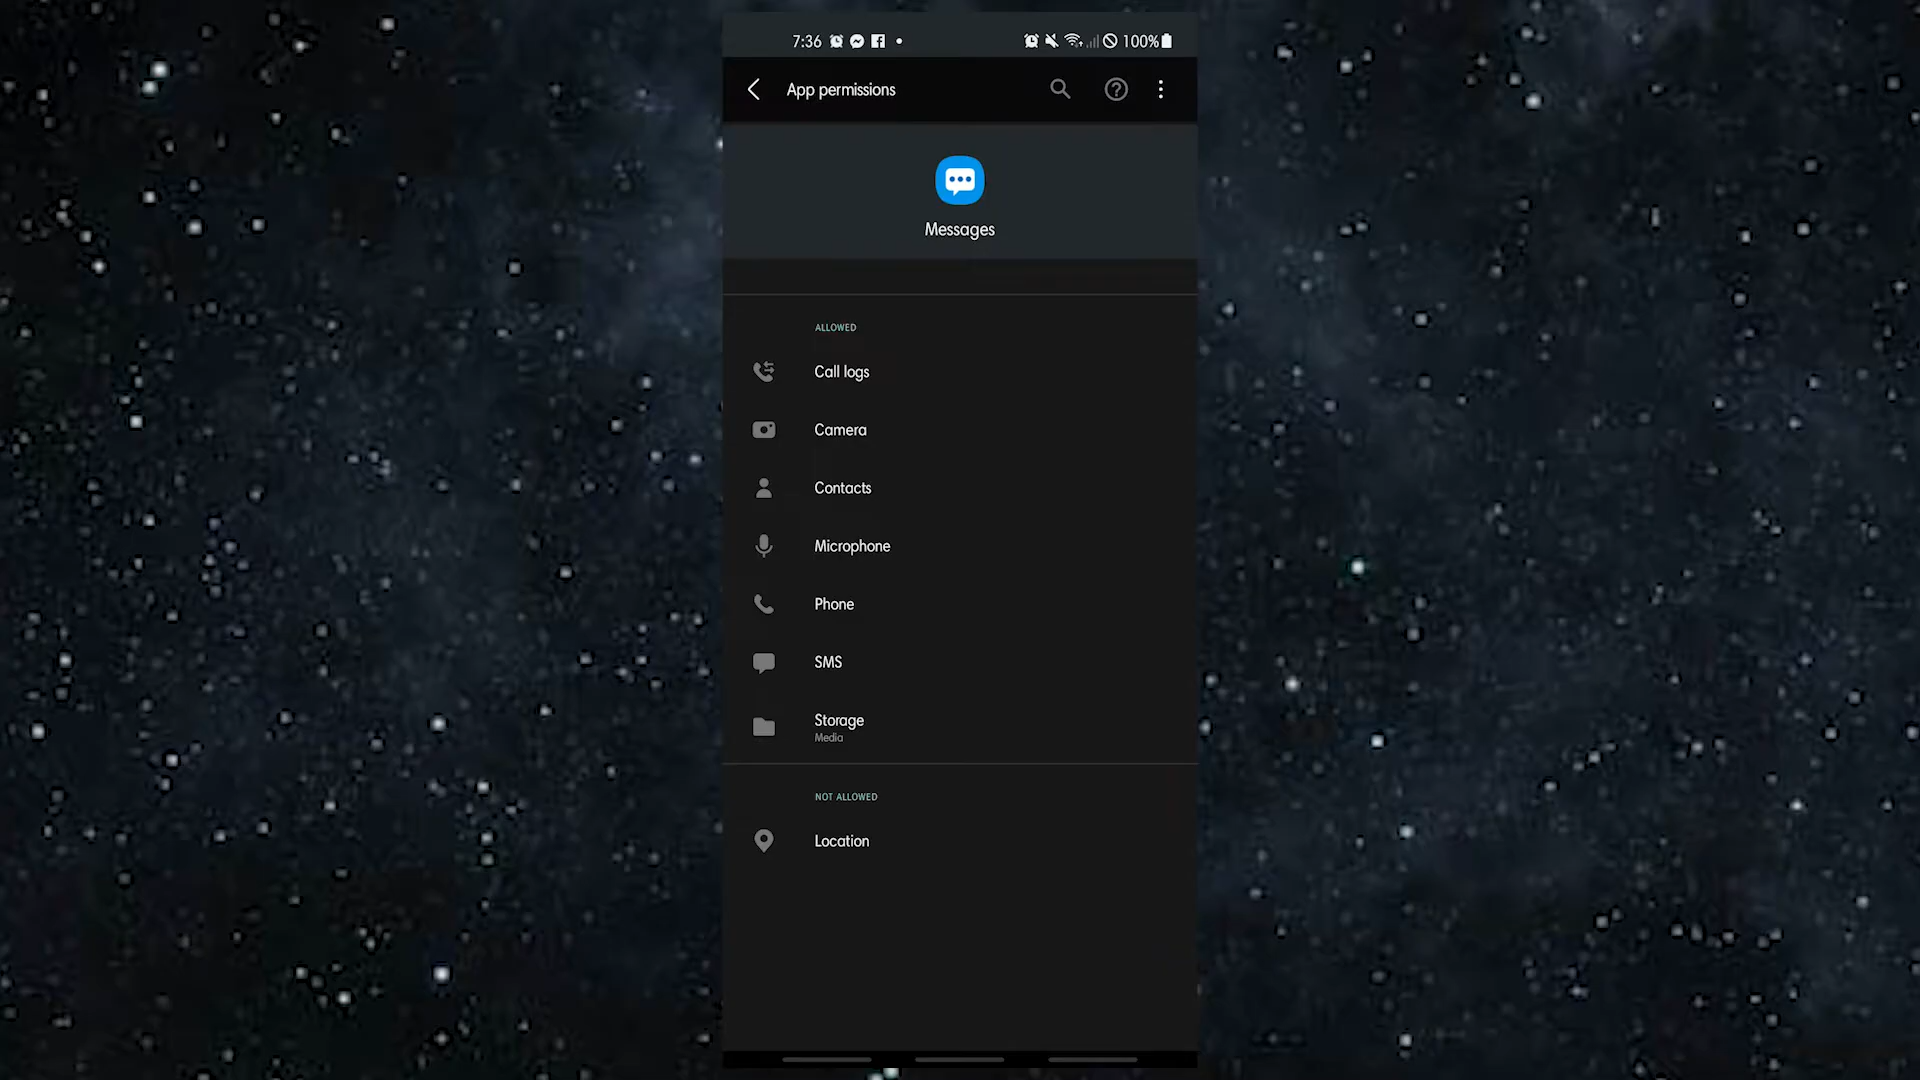 7:36 100%
App permissions
Messages
ALLOWED
Call logs
Camera
Contacts
Microphone
Phone
SMS
Storage
Media
NOT ALLOWED
Location